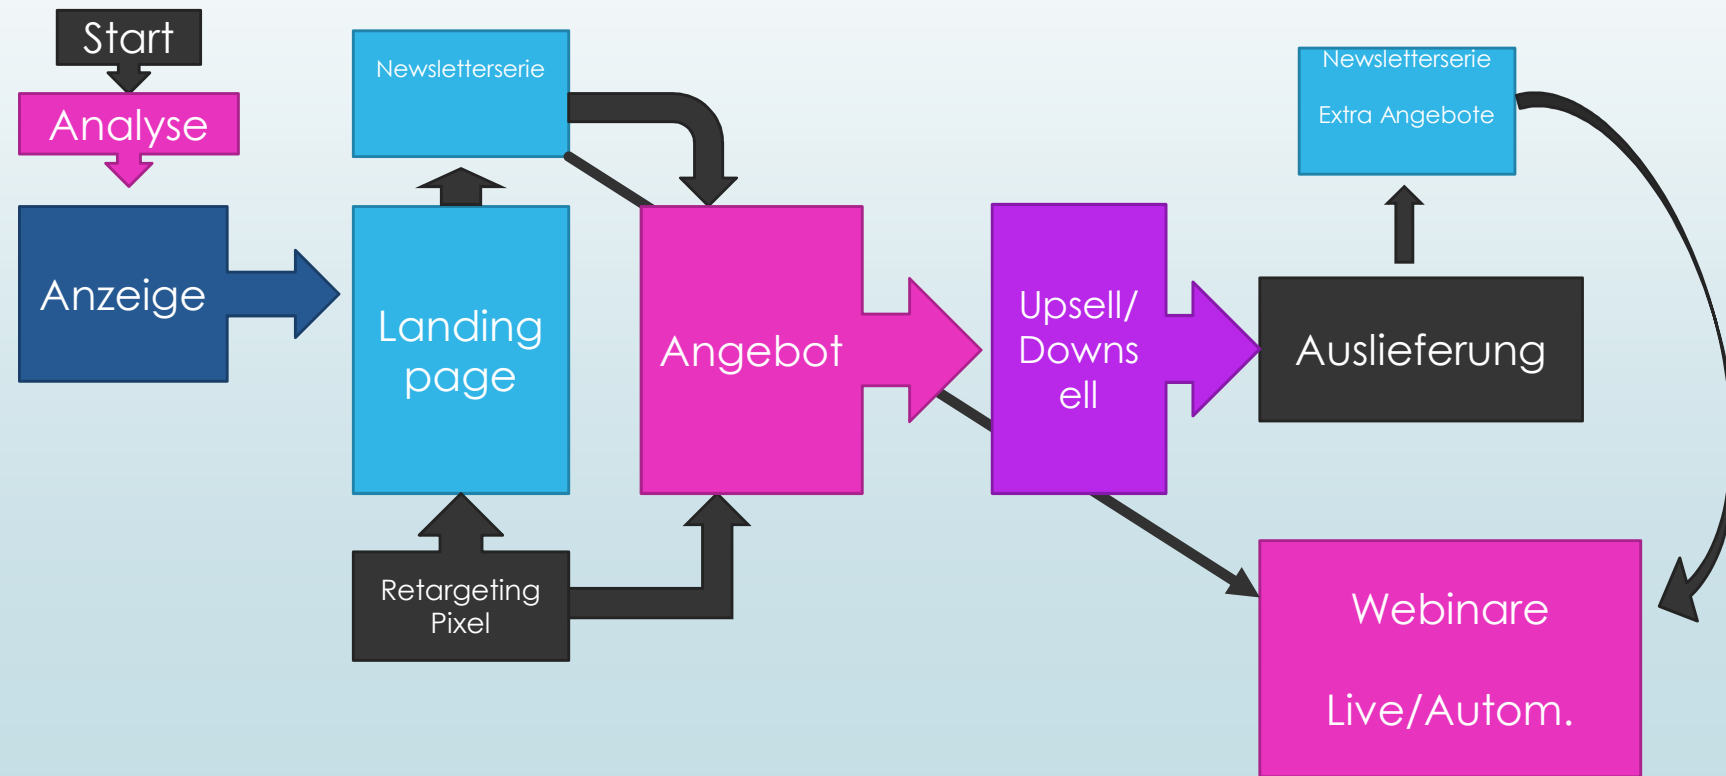 Start
Analyse
Anzeige
Newsletterserie
Landing
page
Retargeting
Pixel
Angebot
Upsell/
Downs
ell
Auslieferung
Newsletterserie
Extra Angebote
Webinare
Live/Autom.